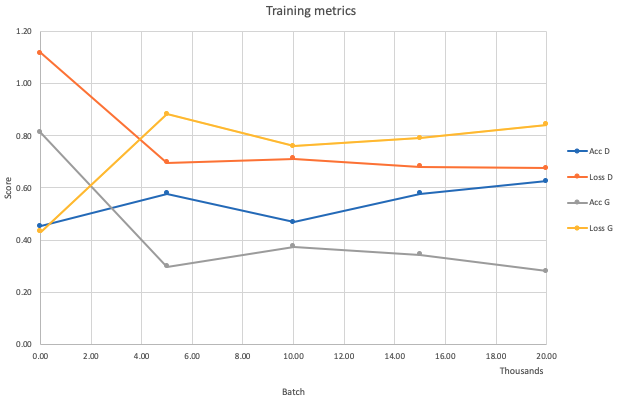 Training metrics
1.20
1.00
0.80
0.60
0.40
0.20
0.00
Score
0.00 2.00 4.00 6.00 8.00 10.00 12.00 14.00 16.00 18.00 20.00
Thousands
Batch
Acc D
Loss D
Acc G
Loss G